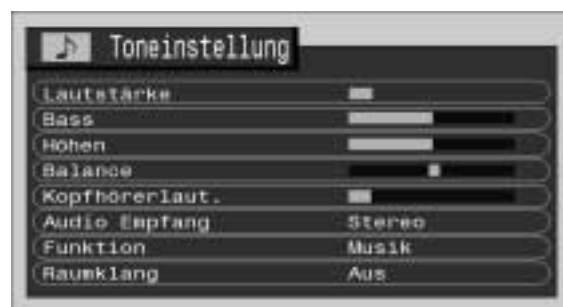 Toneinstellung
Lautstärke
Bass
Höhen
Balance
Kopfhörerlaut.
Audio Empfang Stereo
Funktion Musik
Raumklang Aus